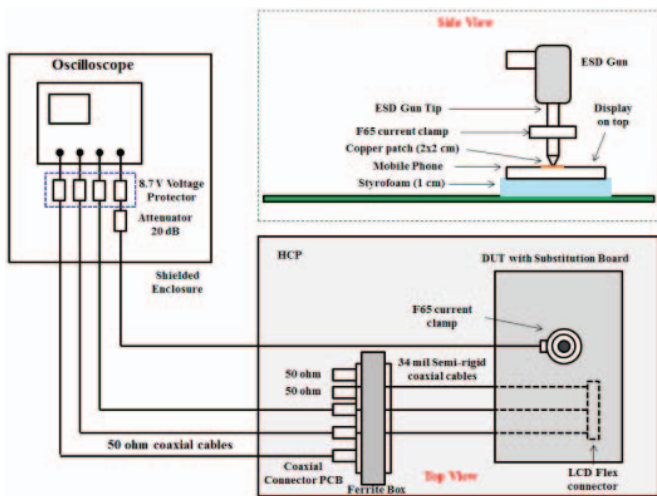 Side View
Oscilloscope
ESD Gun
ESD Gun Tip
Display
on top
F65 current clamp
Copper patch (2x2 cm)
Mobile Phone
Styrofoam (1 cm)
8.7 V Voltage
Protector
Attenuator
20 dB
Shielded
Enclosure
HCP
DUT with Substitution Board
F65 current
clamp
34 mil Semi-rigid
coaxial cables
50 ohm
50 ohm
50 ohm coaxial cables
Coaxial
Connector PCB
Ferrite Box
Top View
LCD Flex
connector